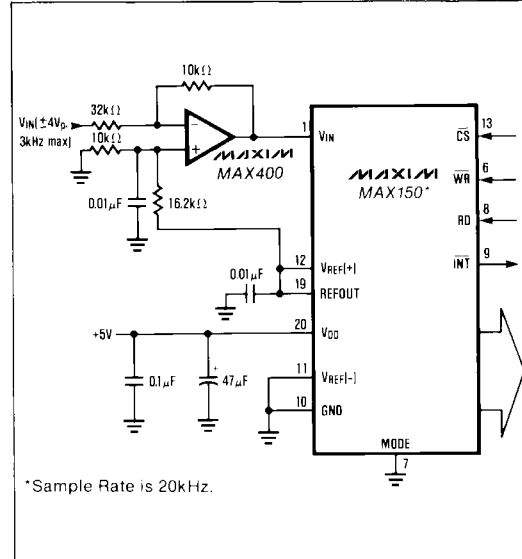 10kΩ
VIN(±4Vp,
3kHz max)
32kΩ
10kΩ
−
+
MAXIM
MAX400
0.01μF
16.2kΩ
0.01μF
+5V
0.1μF
+
47μF
1 VIN
MAXIM
MAX150*
12 VREF(+)
19 REFOUT
20 VDD
11 VREF(-)
10 GND
MODE
7
13
CS
6
WR
8
RD
9
INT
*Sample Rate is 20kHz.